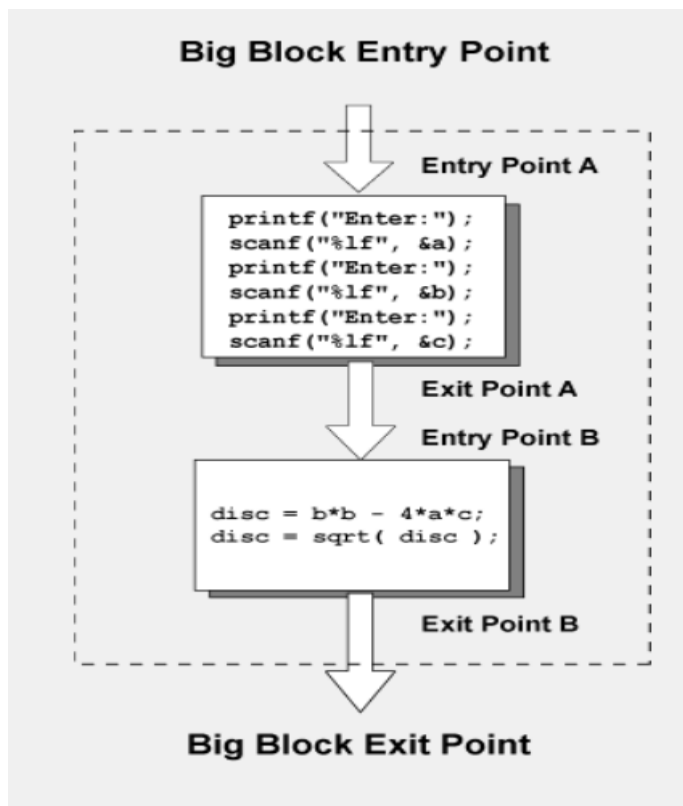 Big Block Entry Point
Entry Point A
printf("Enter:");
scanf("%lf", &a);
printf("Enter:");
scanf("%lf", &b);
printf("Enter:");
scanf("%lf", &c);
Exit Point A
Entry Point B
disc = b*b - 4*a*c;
disc = sqrt( disc );
Exit Point B
Big Block Exit Point